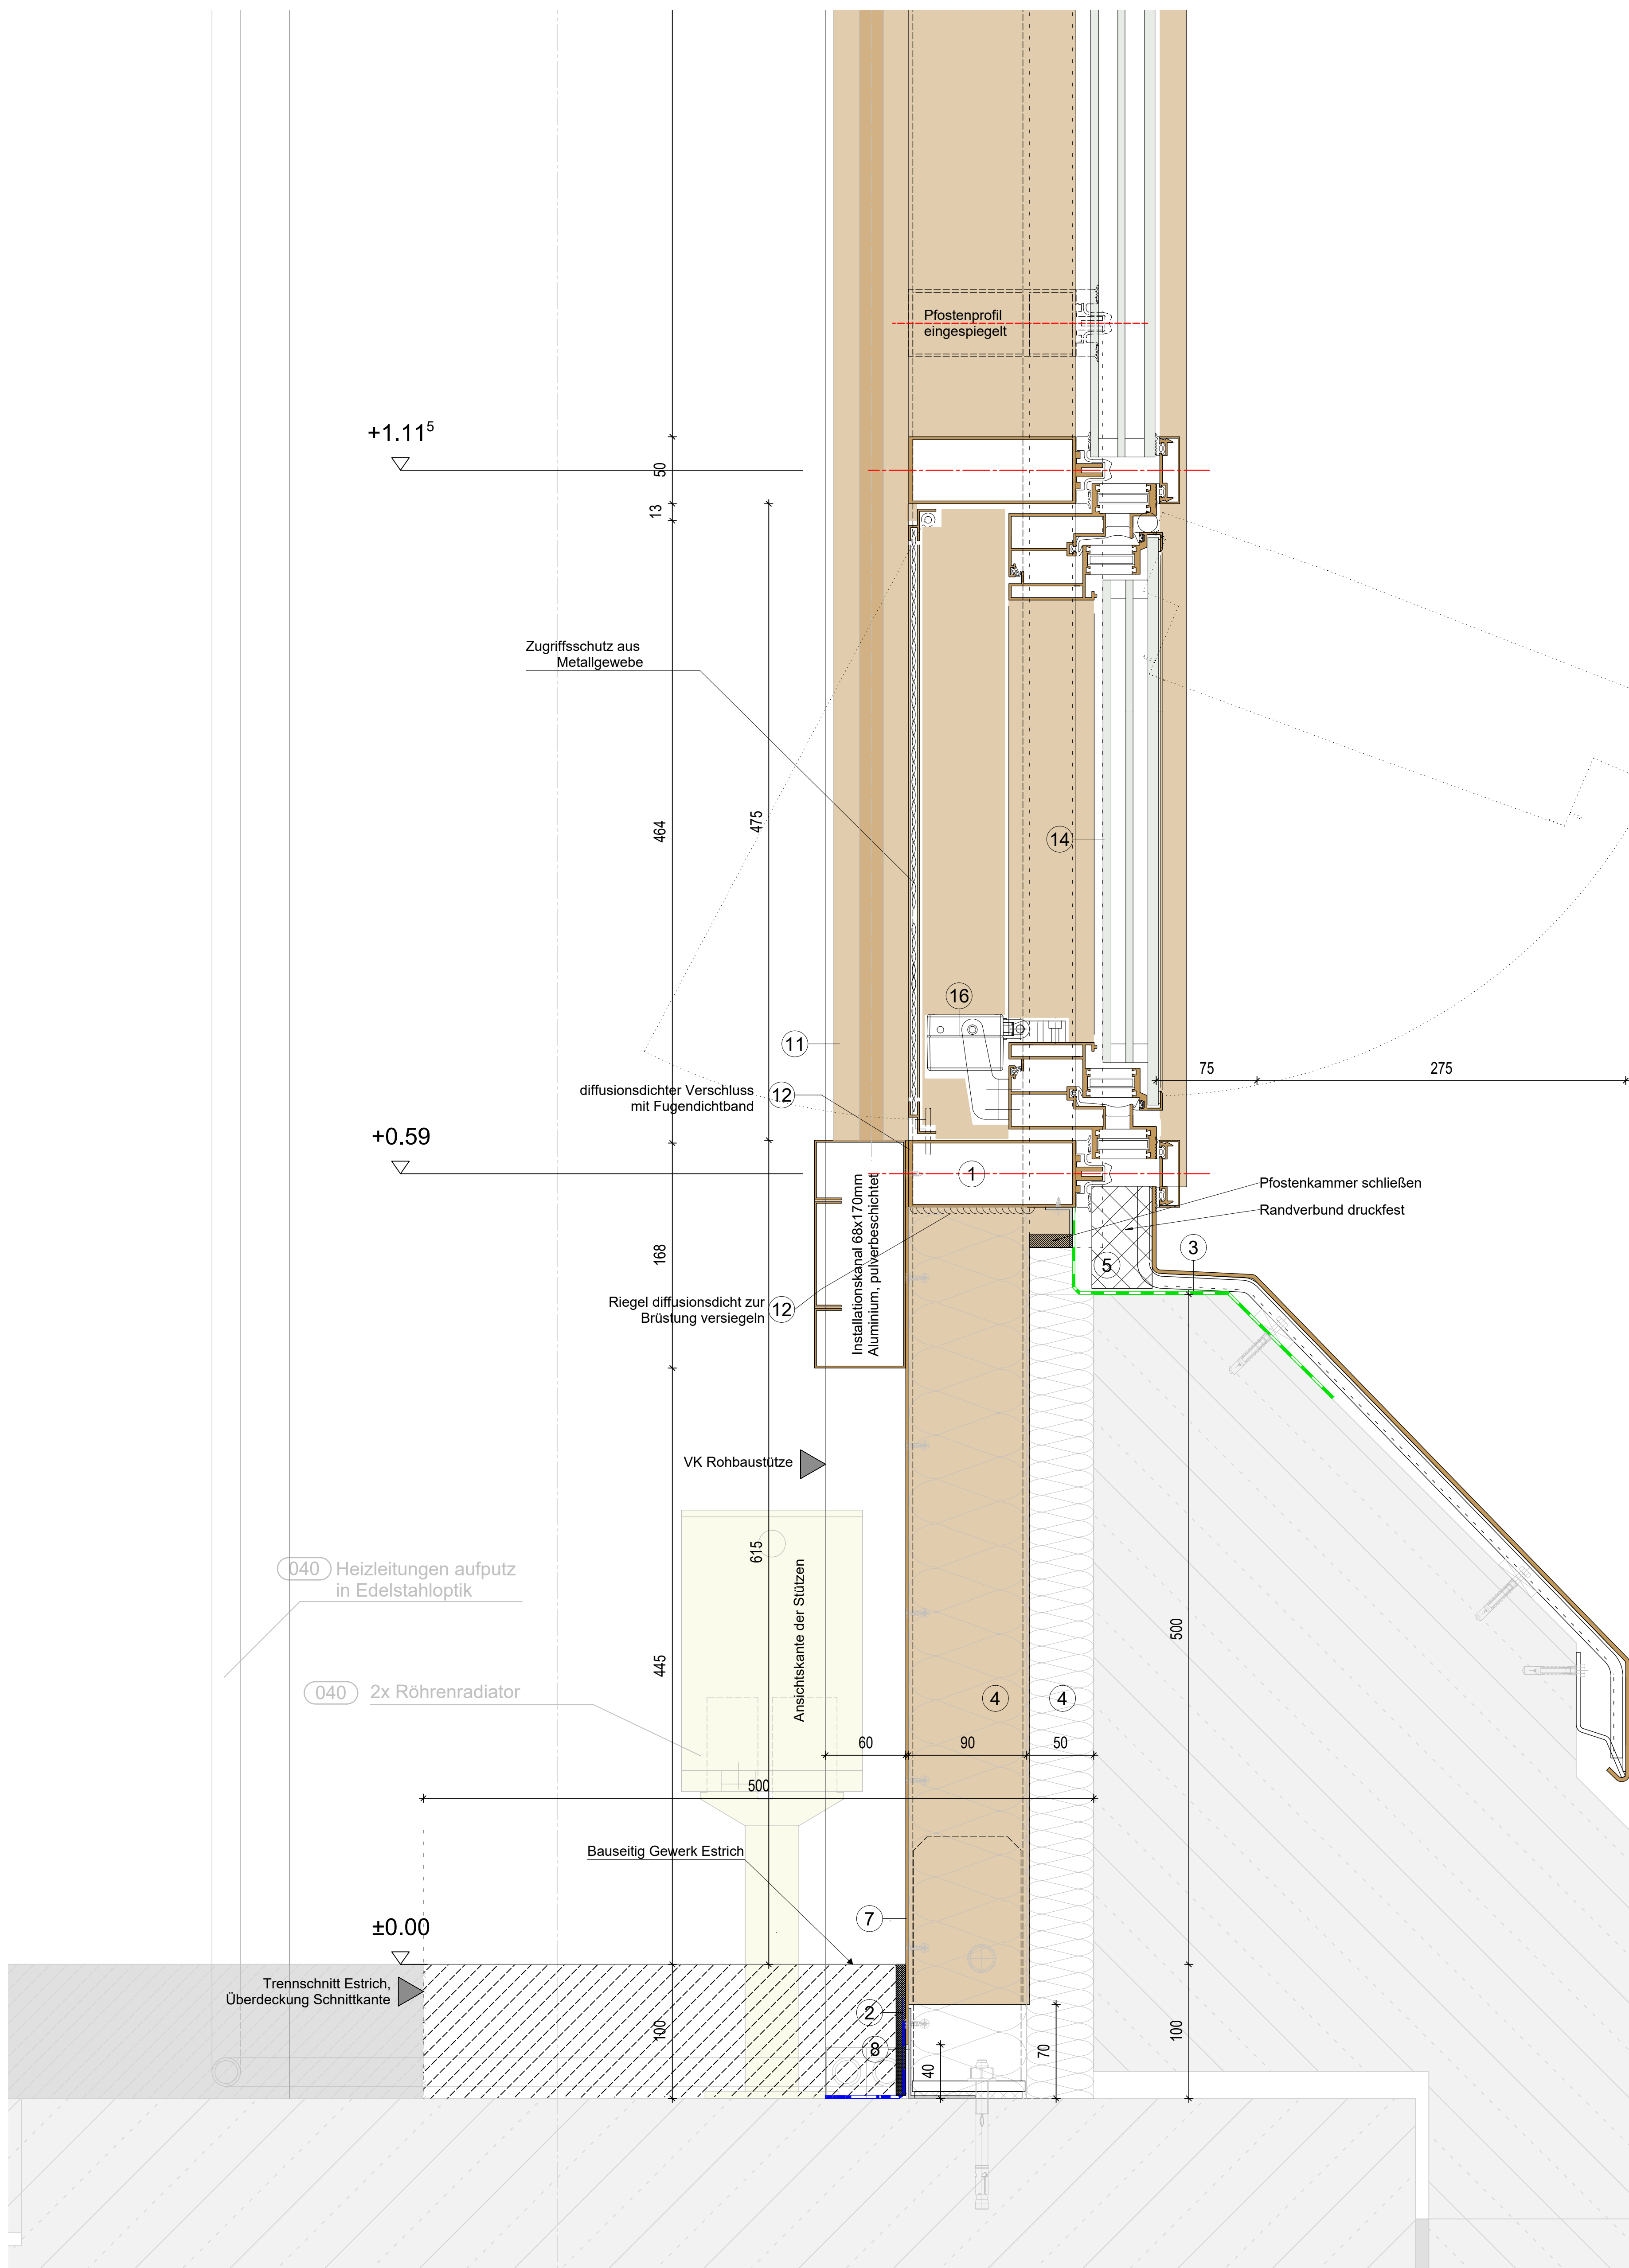 Pfostenprofil
eingespiegelt
+1.11⁵
50
13
Zugriffsschutz aus
Metallgewebe
464
475
14
16
11
75
275
diffusionsdichter Verschluss
mit Fugendichtband
12
+0.59
1
Installationskanal 68x170mm
Aluminium, pulverbeschichtet
Pfostenkammer schließen
Randverbund druckfest
3
5
168
Riegel diffusionsdicht zur
Brüstung versiegeln
12
VK Rohbaustütze
615
Ansichtskante der Stützen
040
Heizleitungen aufputz
in Edelstahloptik
500
445
040
2x Röhrenradiator
4
4
60
90
50
500
Bauseitig Gewerk Estrich
7
±0.00
Trennschnitt Estrich,
Überdeckung Schnittkante
2
8
100
40
70
100